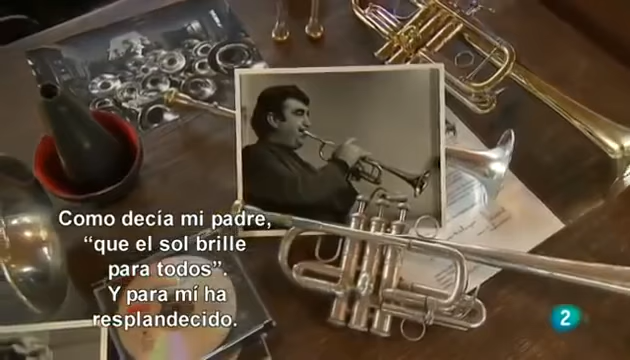 Como decía mi padre,
“que el sol brille
para todos”.
Y para mí ha
resplandecido.
2